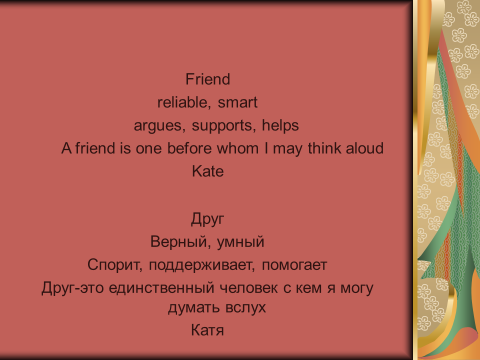 Friend
reliable, smart
argues, supports, helps
A friend is one before whom I may think aloud
Kate
Друг
Верный, умный
Спорит, поддерживает, помогает
Друг-это единственный человек с кем я могу
думать вслух
Катя